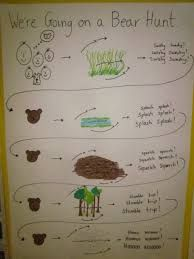 We're Going on a Bear Hunt
Swishy Swashy!
Swishy Swashy!
Swishy Swashy!
Splash splosh!
Splash Splosh!
Splash Splosh!
Squelch squerch!
Squelch Squerch!
Squelch Squerch!
Stumble trip!
Stumble trip!
Stumble trip!